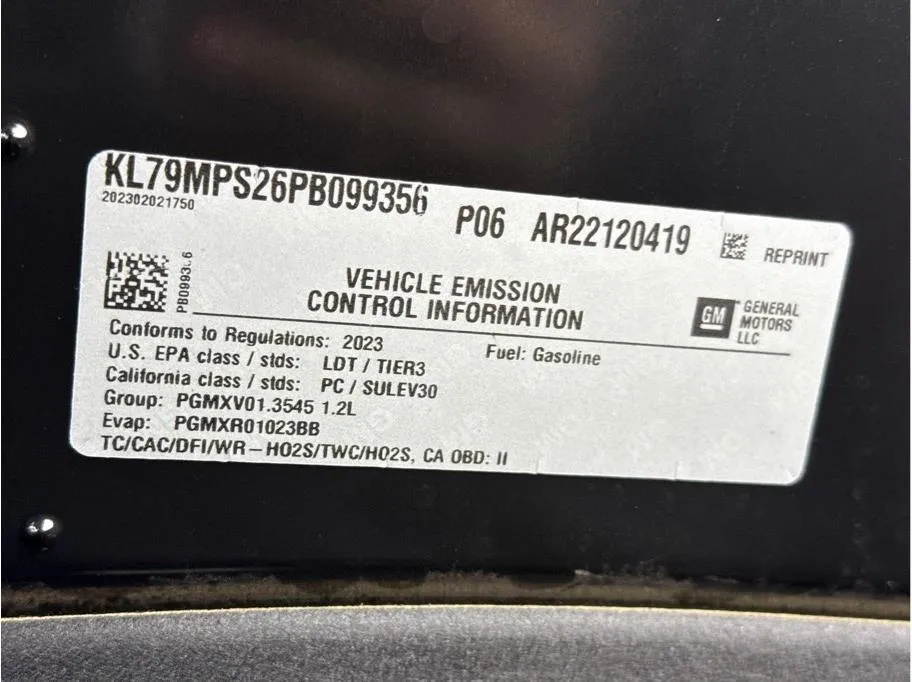 KL79MPS26PB099356 P06 AR22120419 REPRINT
202302021750
VEHICLE EMISSION
CONTROL INFORMATION
GM GENERAL
MOTORS
LLC
Conforms to Regulations: 2023 Fuel: Gasoline
U.S. EPA class / stds: LDT / TIER3
California class / stds: PC / SULEV30
Group: PGMXV01.3545 1.2L
Evap: PGMXR01023BB
TC/CAC/DFI/WR-HO2S/TWC/HO2S, CA OBD: II